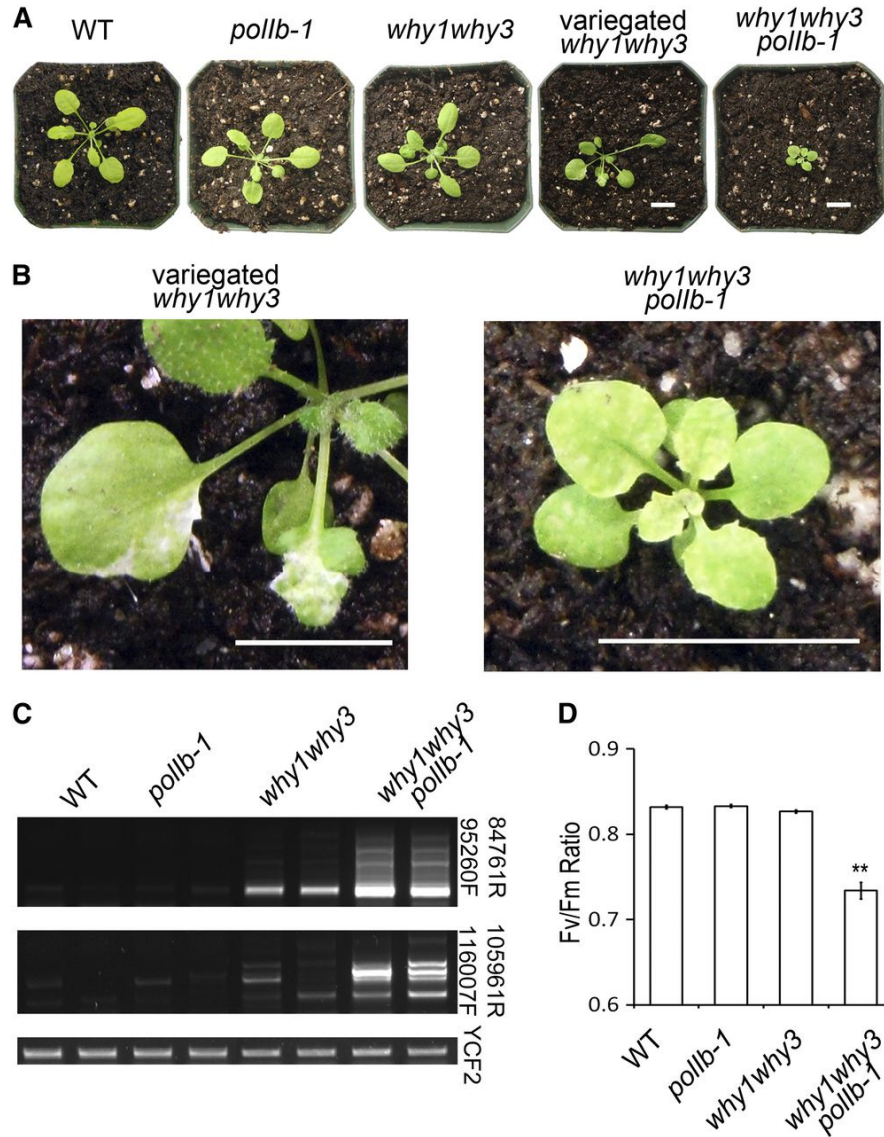 A
WT
polIb-1
why1why3
variegated
why1why3
why1why3
polIb-1
B
variegated
why1why3
why1why3
polIb-1
C
WT
polIb-1
why1why3
why1why3
polIb-1
84761R
95260F
105961R
116007F
YCF2
D
Fv/Fm Ratio
0.9
0.8
0.7
0.6
**
WT
polIb-1
why1why3
why1why3
polIb-1